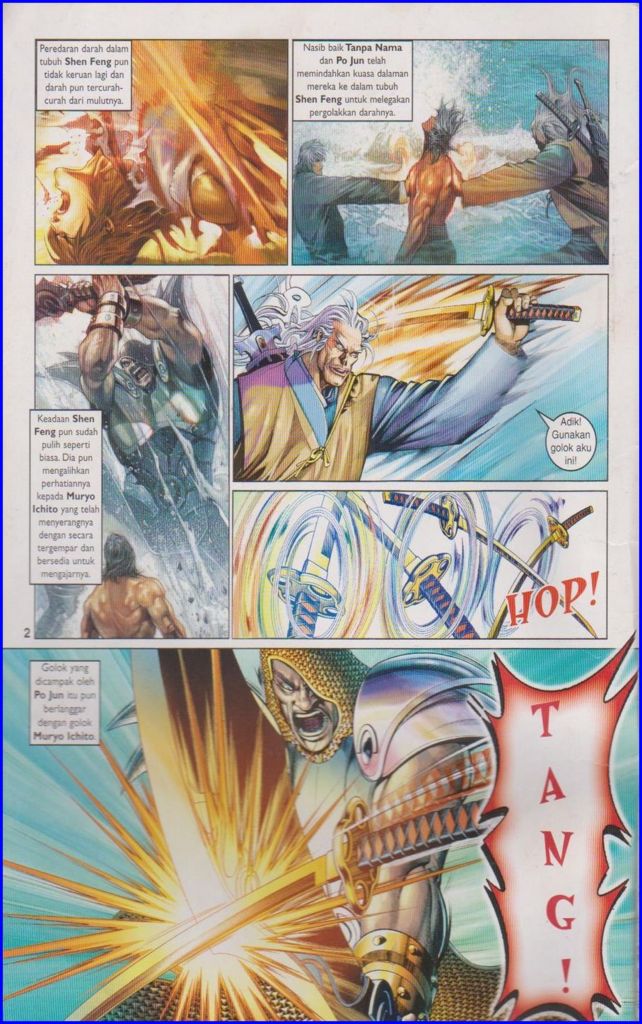 Peredaran darah dalam
tubuh Shen Feng pun
tidak keruan lagi dan
darah pun tercurah-
curah dari mulutnya.
Nasib baik Tanpa Nama
dan Po Jun telah
memindahkan kuasa dalaman
mereka ke dalam tubuh
Shen Feng untuk melegakan
pergolakkan darahnya.
Keadaan Shen
Feng pun sudah
pulih seperti
biasa. Dia pun
mengalihkan
perhatiannya
kepada Muryo
Ichito yang telah
menyerangnya
dengan secara
tergempar dan
bersedia untuk
mengajarnya.
Adik!
Gunakan
golok aku
ini!
HOP!
2
Golok yang
dicampak oleh
Po Jun itu pun
berlanggar
dengan golok
Muryo Ichito.
TANG!